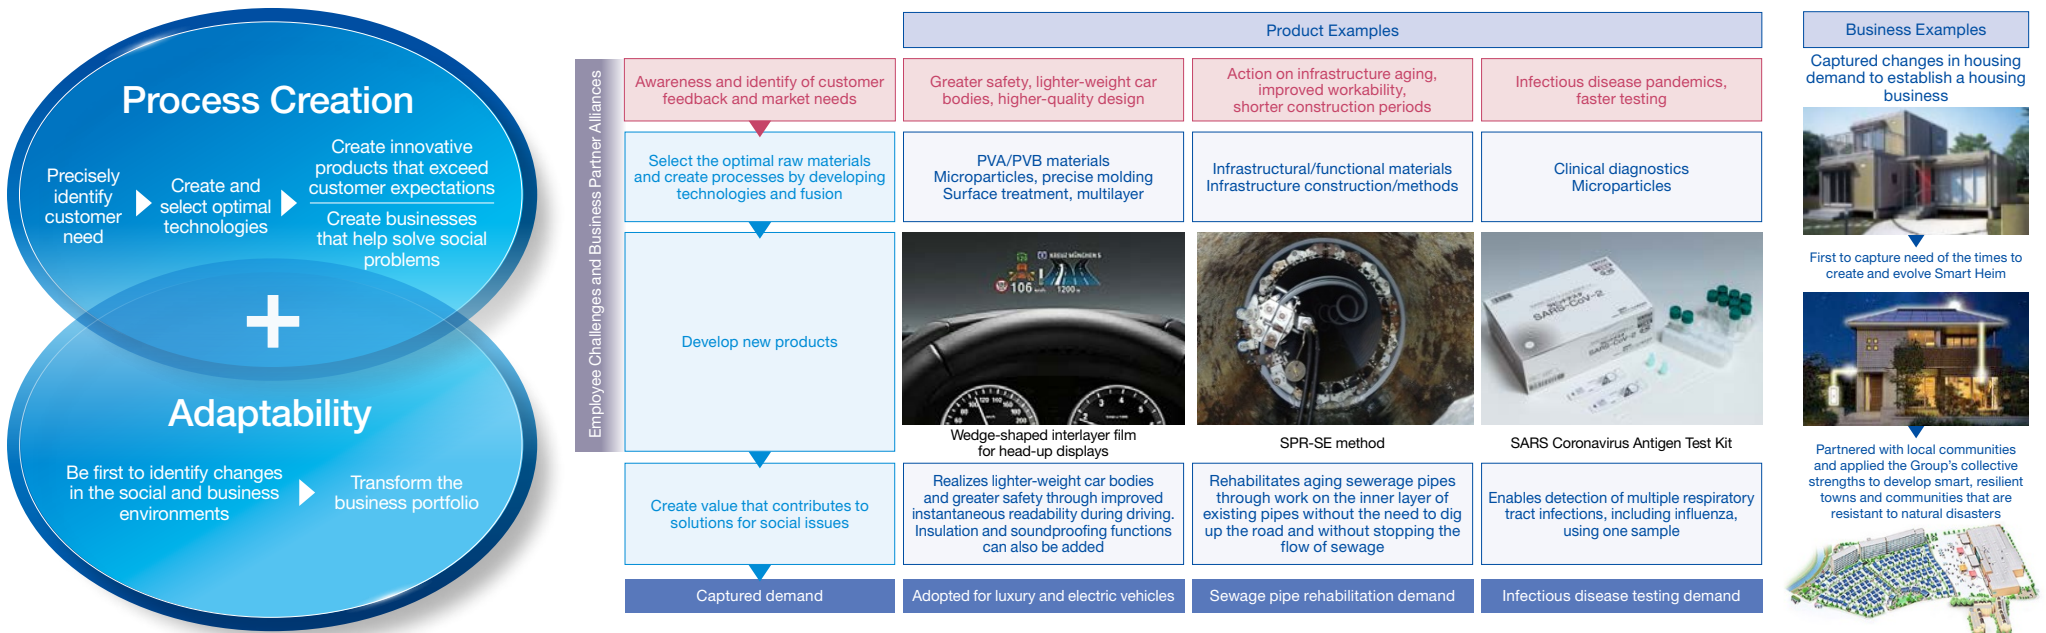 Process Creation
Precisely
identify
customer
need
Create and
select optimal
technologies
Create innovative
products that exceed
customer expectations
Create businesses
that help solve social
problems
+
Adaptability
Be first to identify changes
in the social and business
environments
Transform the
business portfolio
Employee Challenges and Business Partner Alliances
Product Examples
Awareness and identify of customer
feedback and market needs
Greater safety, lighter-weight car
bodies, higher-quality design
Action on infrastructure aging,
improved workability,
shorter construction periods
Infectious disease pandemics,
faster testing
Select the optimal raw materials
and create processes by developing
technologies and fusion
PVA/PVB materials
Microparticles, precise molding
Surface treatment, multilayer
Infrastructural/functional materials
Infrastructure construction/methods
Clinical diagnostics
Microparticles
Develop new products
KREUZ MÜNCHEN S
106 km/h
1200 m
Wedge-shaped interlayer film
for head-up displays
SPR-SE method
SARS-CoV-2
SARS-CoV-2
SARS Coronavirus Antigen Test Kit
Create value that contributes to
solutions for social issues
Realizes lighter-weight car bodies
and greater safety through improved
instantaneous readability during driving.
Insulation and soundproofing functions
can also be added
Rehabilitates aging sewerage pipes
through work on the inner layer of
existing pipes without the need to dig
up the road and without stopping the
flow of sewage
Enables detection of multiple respiratory
tract infections, including influenza,
using one sample
Captured demand
Adopted for luxury and electric vehicles
Sewage pipe rehabilitation demand
Infectious disease testing demand
Business Examples
Captured changes in housing
demand to establish a housing
business
First to capture need of the times to
create and evolve Smart Heim
Partnered with local communities
and applied the Group's collective
strengths to develop smart, resilient
towns and communities that are
resistant to natural disasters